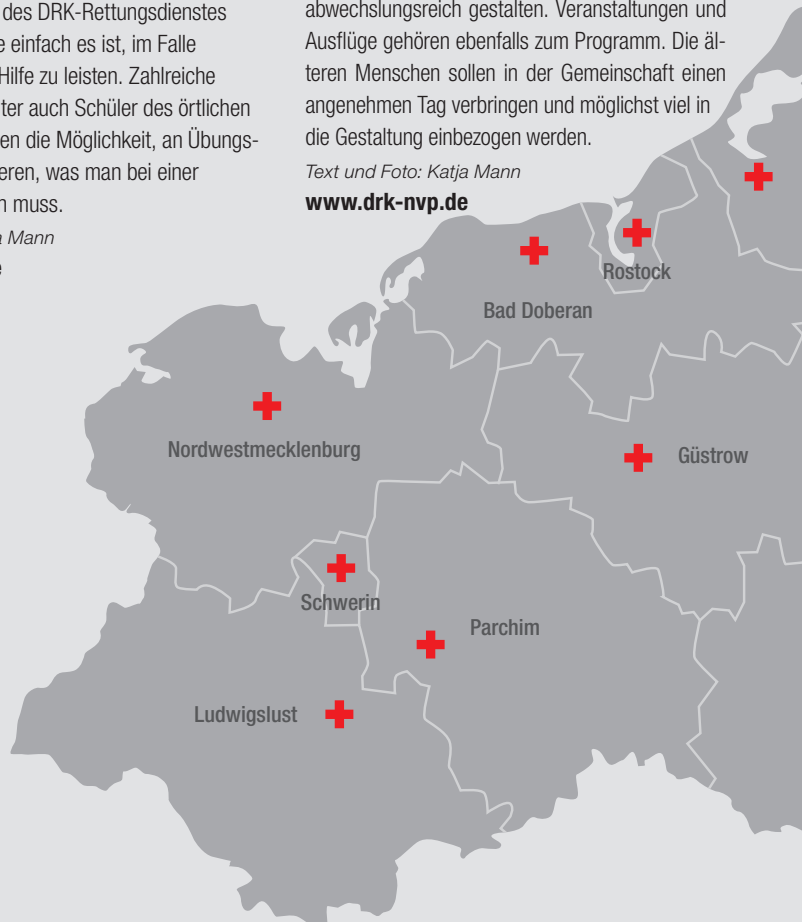 des DRK-Rettungsdienstes
e einfach es ist, im Falle
Hilfe zu leisten. Zahlreiche
ter auch Schüler des örtlichen
en die Möglichkeit, an Übungs-
eren, was man bei einer
n muss.
a Mann
e
abwechslungsreich gestalten. Veranstaltungen und
Ausflüge gehören ebenfalls zum Programm. Die äl-
teren Menschen sollen in der Gemeinschaft einen
angenehmen Tag verbringen und möglichst viel in
die Gestaltung einbezogen werden.
Text und Foto: Katja Mann
www.drk-nvp.de
Rostock
Bad Doberan
Nordwestmecklenburg
Güstrow
Schwerin
Parchim
Ludwigslust